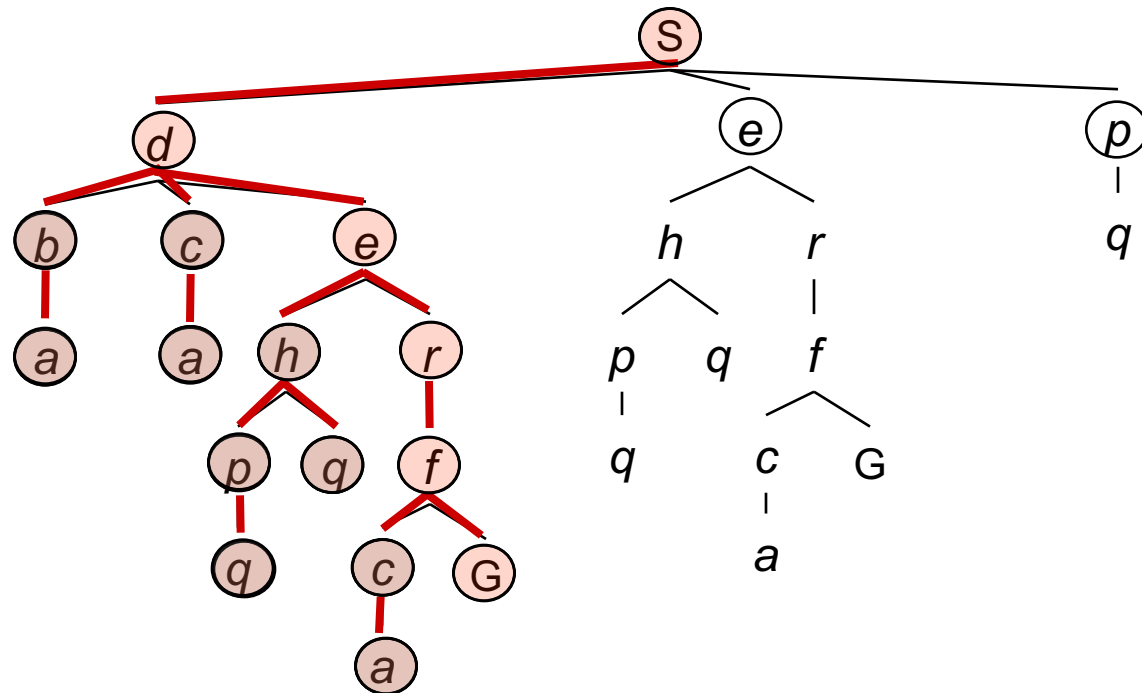 S
d e p
b c e h r q
a a h r p q f
p q f q c G
q c G a
a